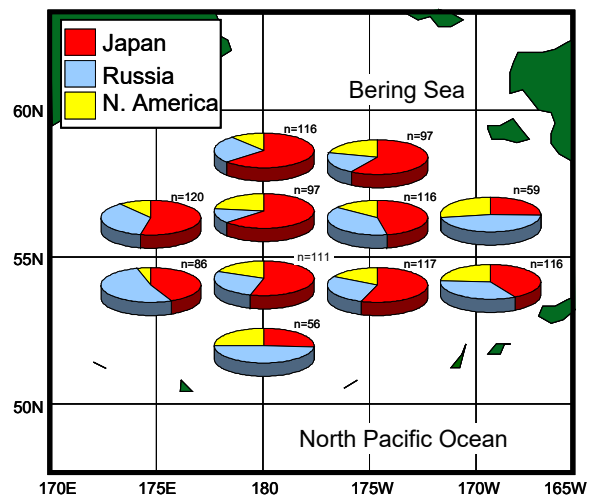 Japan
Russia
N. America
Bering Sea
60N
n=116
n=97
n=120
n=97
n=116
n=59
55N
n=86
n=111
n=117
n=116
n=56
50N
North Pacific Ocean
170E 175E 180 175W 170W 165W